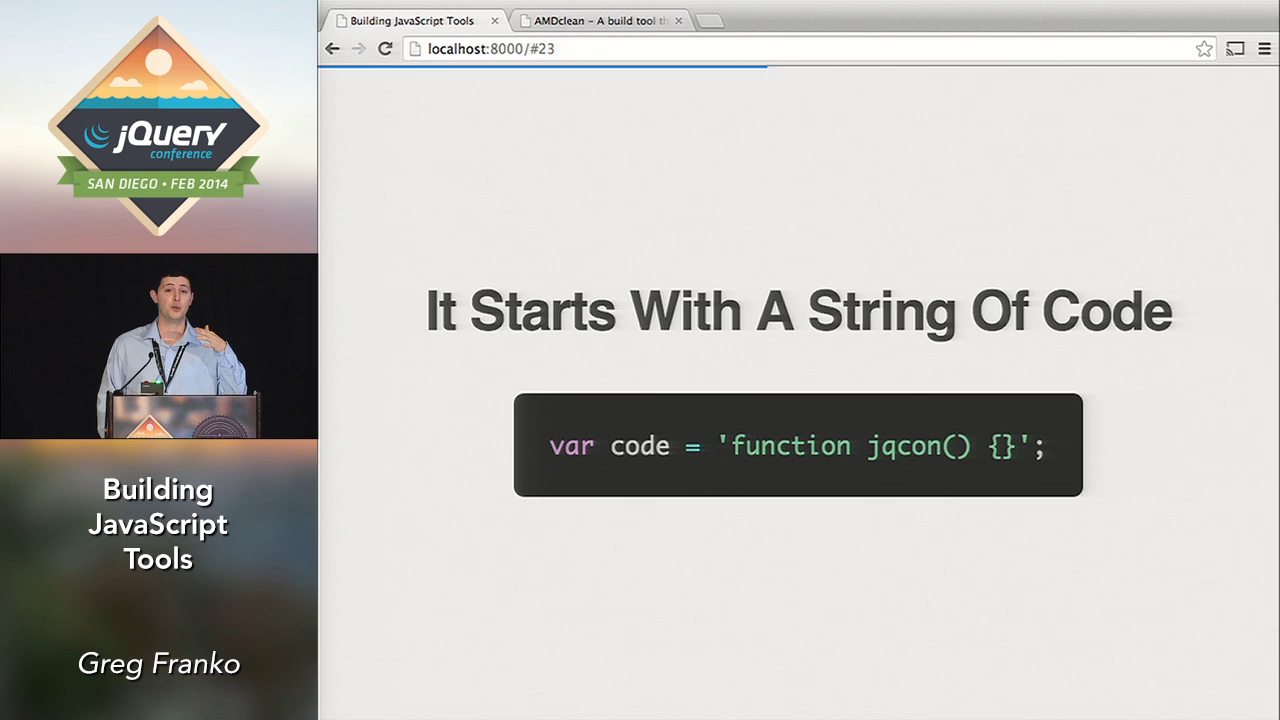 jQuery
conference
SAN DIEGO • FEB 2014
Building
JavaScript
Tools
Greg Franko
Building JavaScript Tools
AMDclean – A build tool th
localhost:8000/#23
It Starts With A String Of Code
var code = 'function jqcon() {}';